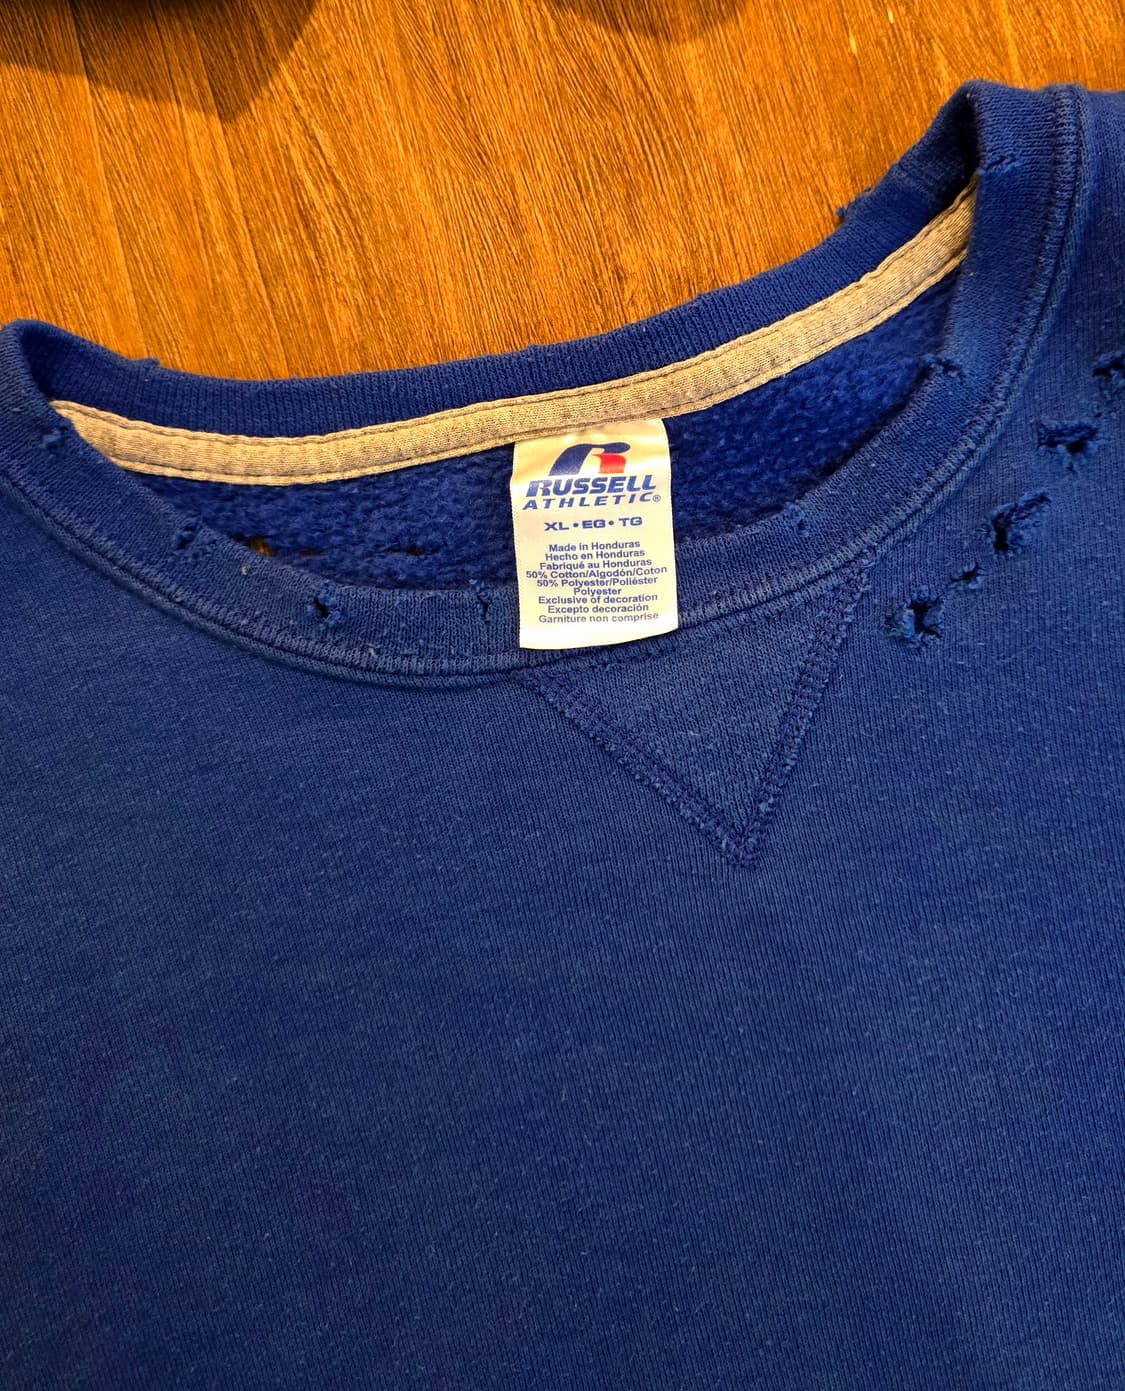 RUSSELL
ATHLETIC®
XL • EG • TG
Made in Honduras
Hecho en Honduras
Fabriqué au Honduras
50% Cotton/Algodón/Coton
50% Polyester/Poliéster
Polyester
Exclusive of decoration
Excepto decoración
Garniture non comprise